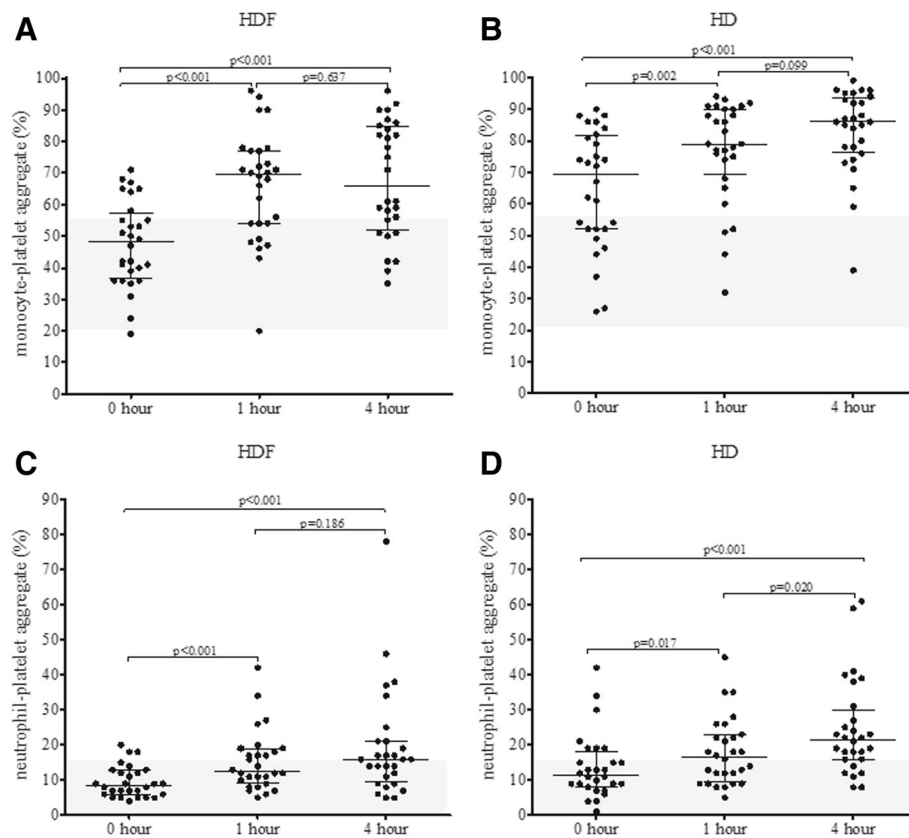 A
HDF
p<0.001
p<0.001
p=0.637
monocyte-platelet aggregate (%)
100
90
80
70
60
50
40
30
20
10
0
0 hour
1 hour
4 hour
B
HD
p<0.001
p=0.002
p=0.099
monocyte-platelet aggregate (%)
100
90
80
70
60
50
40
30
20
10
0
0 hour
1 hour
4 hour
C
HDF
p<0.001
p=0.186
p<0.001
neutrophil-platelet aggregate (%)
90
80
70
60
50
40
30
20
10
0
0 hour
1 hour
4 hour
D
HD
p<0.001
p=0.020
p=0.017
neutrophil-platelet aggregate (%)
90
80
70
60
50
40
30
20
10
0
0 hour
1 hour
4 hour